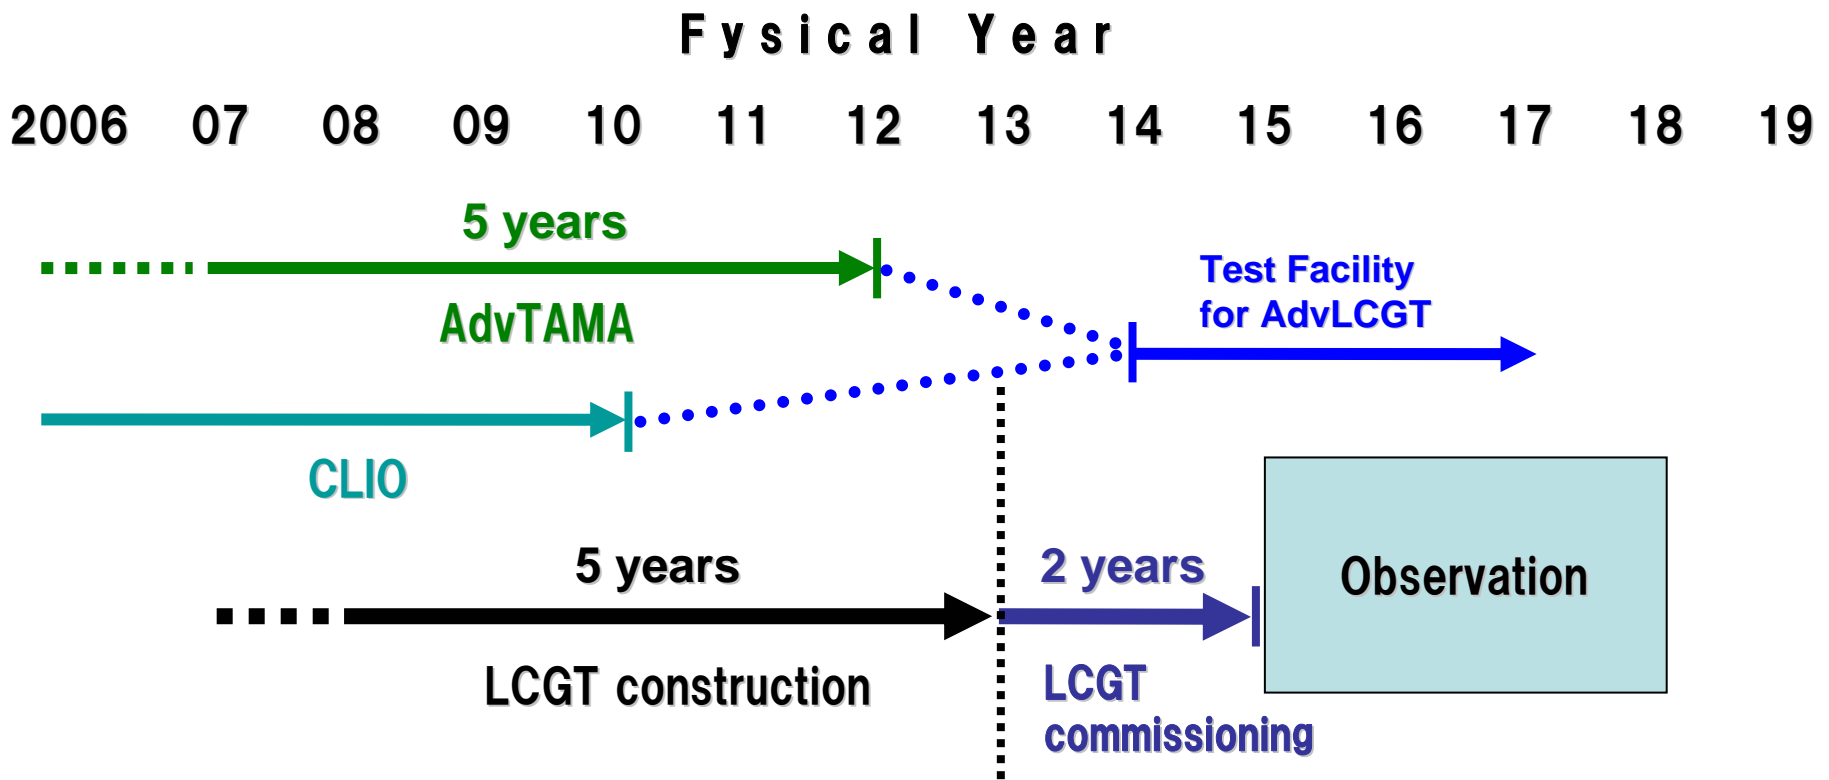 Fysical Year
2006 07 08 09 10 11 12 13 14 15 16 17 18 19
5 years
AdvTAMA
Test Facility
for AdvLCGT
CLIO
5 years
2 years
Observation
LCGT construction
LCGT
commissioning